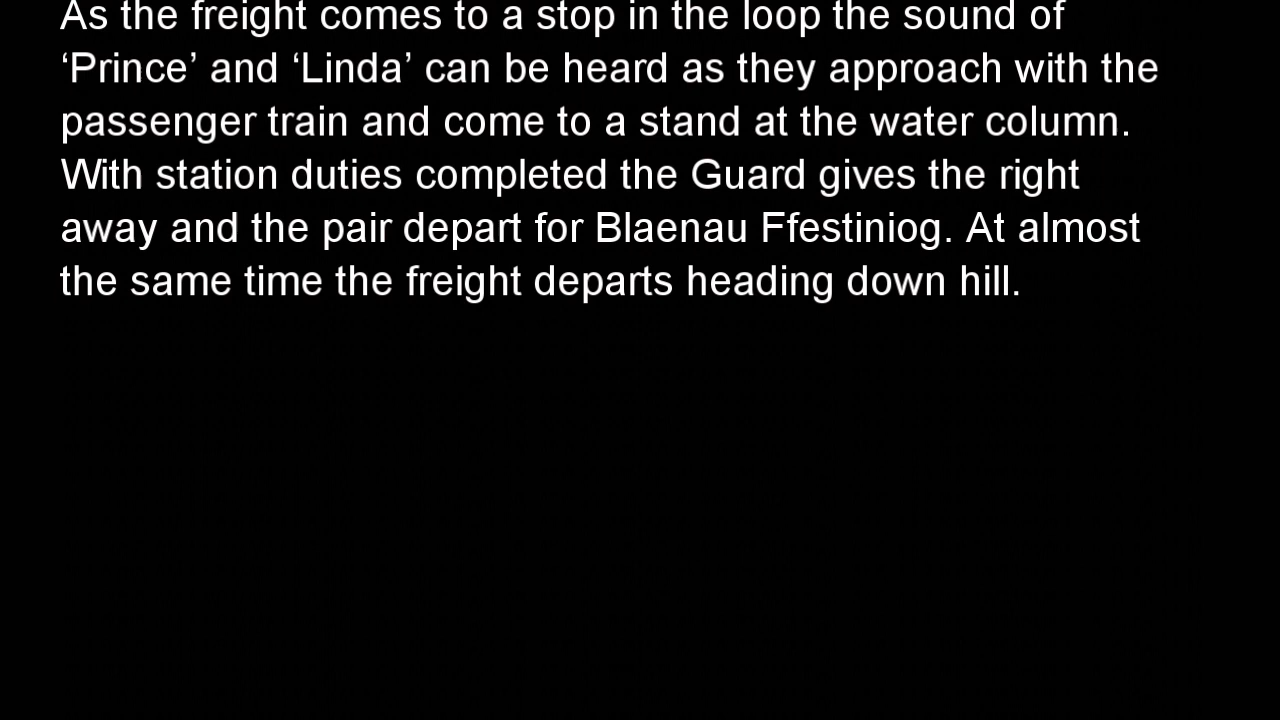 As the freight comes to a stop in the loop the sound of
‘Prince’ and ‘Linda’ can be heard as they approach with the
passenger train and come to a stand at the water column.
With station duties completed the Guard gives the right
away and the pair depart for Blaenau Ffestiniog. At almost
the same time the freight departs heading down hill.